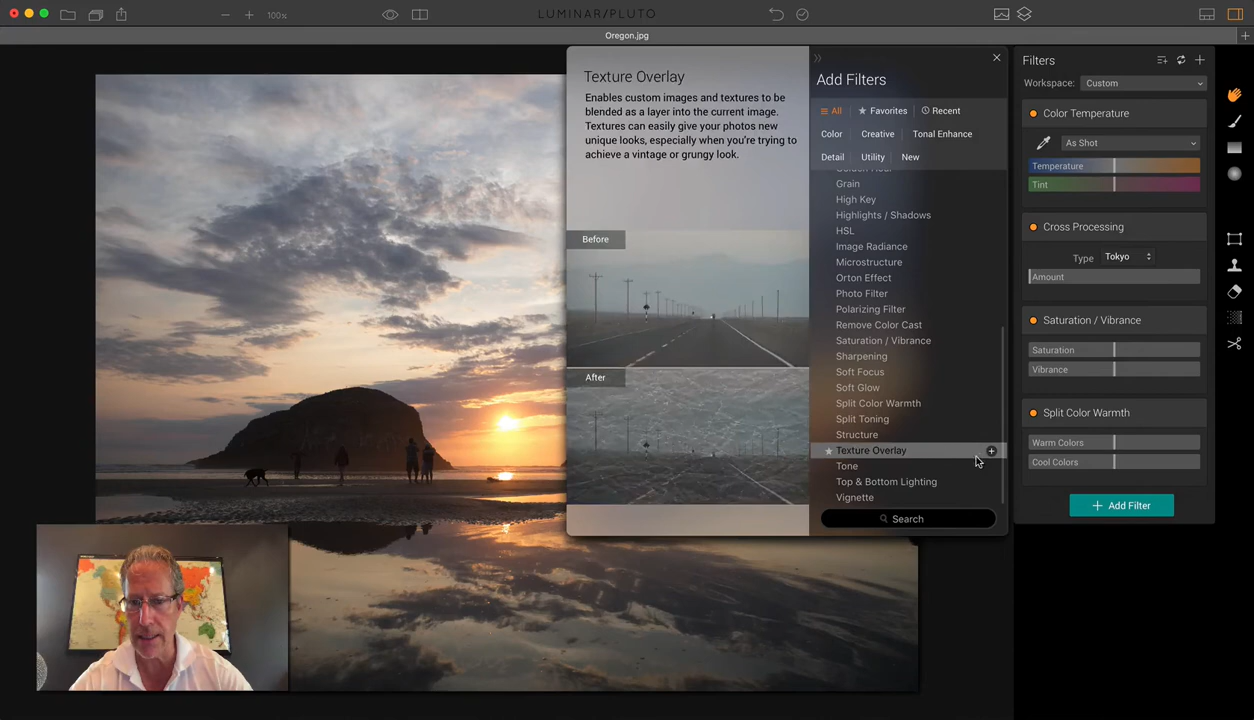 100%
LUMINAR/PLUTO
Oregon.jpg
Texture Overlay
Enables custom images and textures to be
blended as a layer into the current image.
Textures can easily give your photos new
unique looks, especially when you're trying to
achieve a vintage or grungy look.
Before
After
Add Filters
All Favorites Recent
Color Creative Tonal Enhance
Detail Utility New
Golden Hour
Grain
High Key
Highlights / Shadows
HSL
Image Radiance
Microstructure
Orton Effect
Photo Filter
Polarizing Filter
Remove Color Cast
Saturation / Vibrance
Sharpening
Soft Focus
Soft Glow
Split Color Warmth
Split Toning
Structure
Texture Overlay
Tone
Top & Bottom Lighting
Vignette
Search
Filters
Workspace: Custom
Color Temperature
As Shot
Temperature
Tint
Cross Processing
Type Tokyo
Amount
Saturation / Vibrance
Saturation
Vibrance
Split Color Warmth
Warm Colors
Cool Colors
+ Add Filter